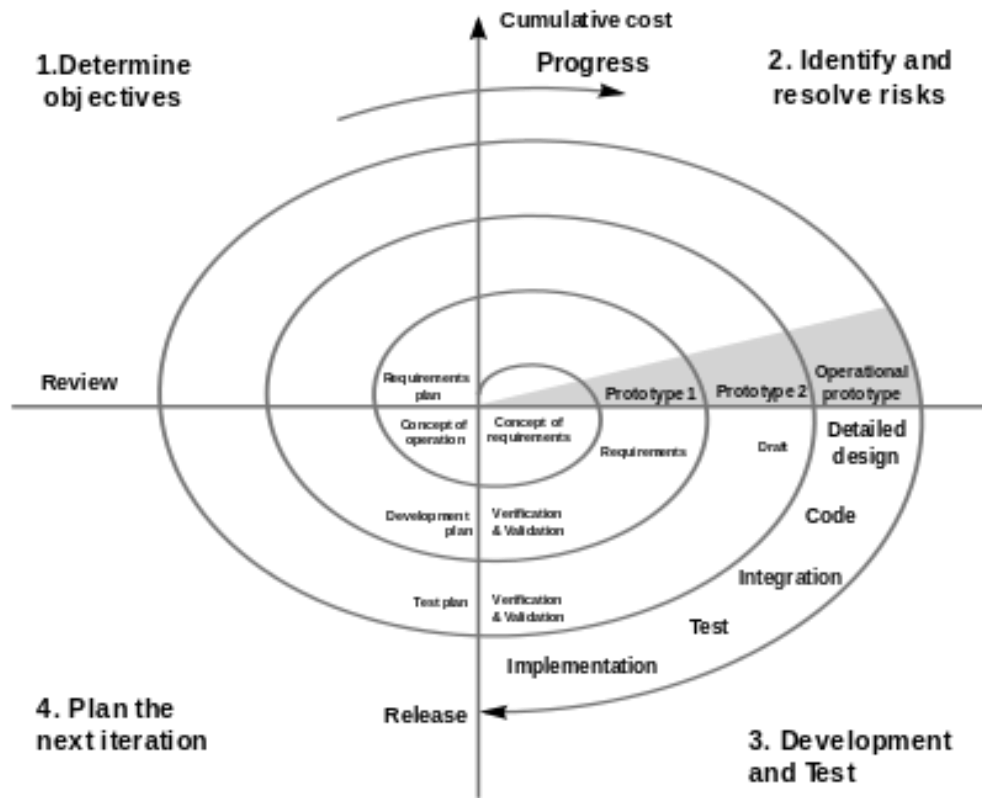 Cumulative cost
Progress
1.Determine
objectives
2. Identify and
resolve risks
Review
Requirements
plan
Prototype 1
Prototype 2
Operational
prototype
Concept of
operation
Concept of
requirements
Requirements
Draft
Detailed
design
Development
plan
Verification
& Validation
Code
Test plan
Verification
& Validation
Integration
Test
Implementation
Release
4. Plan the
next iteration
3. Development
and Test